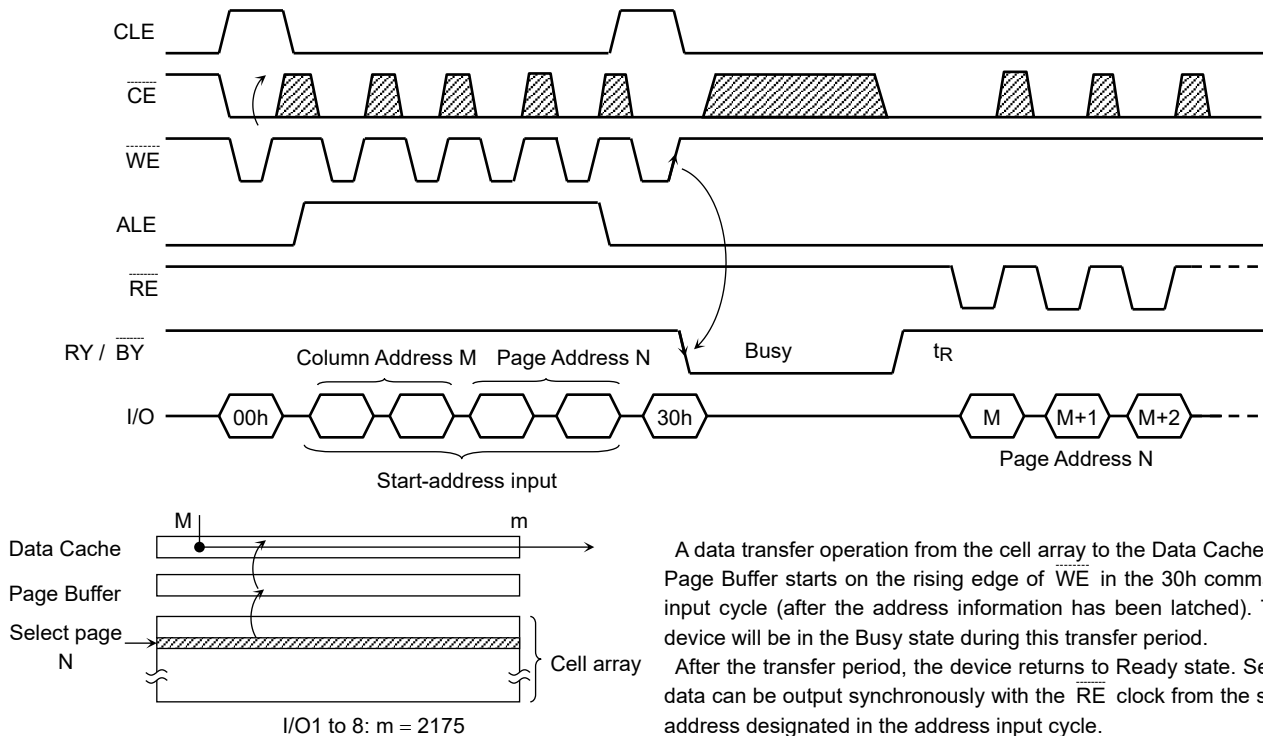 CLE
CE
WE
ALE
RE
RY / BY
Busy
tR
Column Address M
Page Address N
I/O
00h
30h
M
M+1
M+2
Start-address input
Page Address N
M
m
Data Cache
Page Buffer
Select page
N
Cell array
I/O1 to 8: m = 2175
A data transfer operation from the cell array to the Data Cache
Page Buffer starts on the rising edge of WE in the 30h comm
input cycle (after the address information has been latched).
device will be in the Busy state during this transfer period.
After the transfer period, the device returns to Ready state. Se
data can be output synchronously with the RE clock from the s
address designated in the address input cycle.